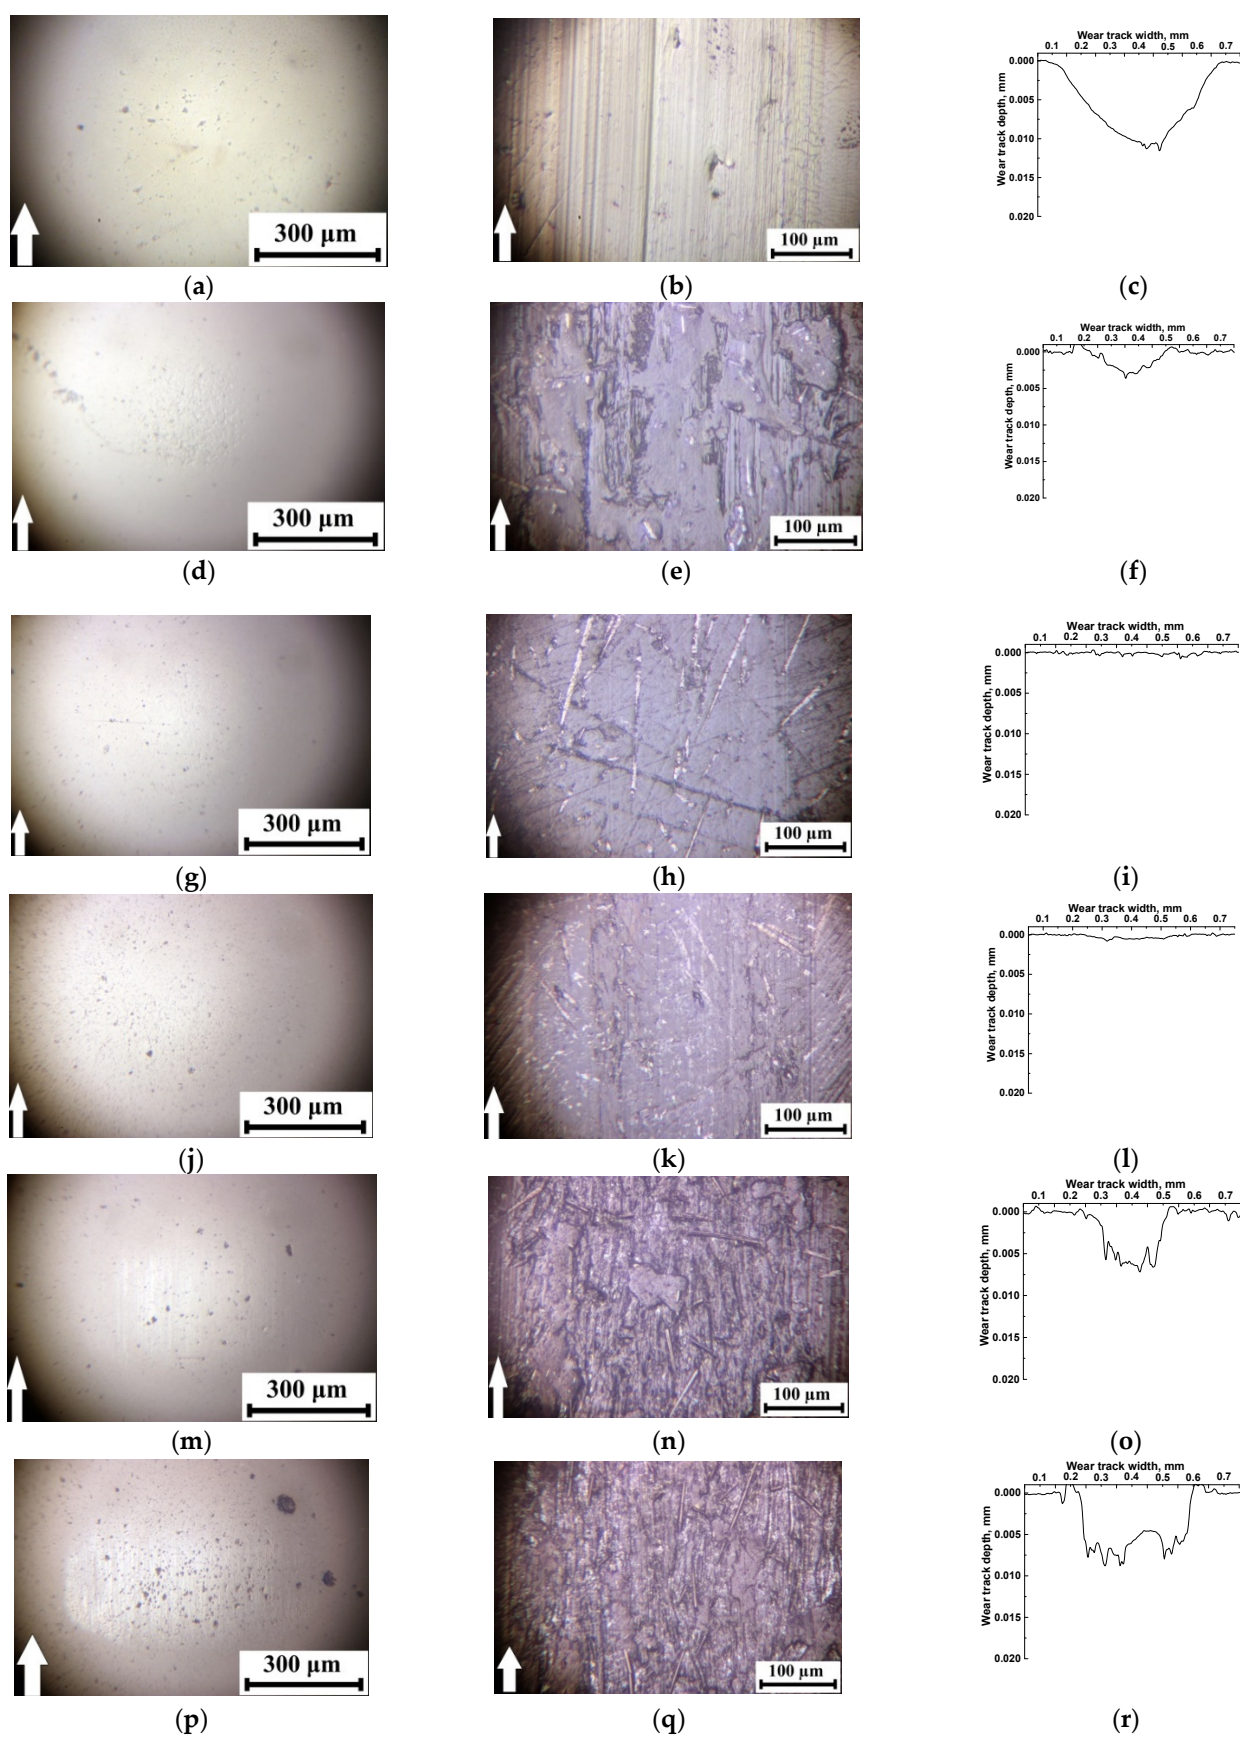 300 µm
100 µm
Wear track width, mm
0.1 0.2 0.3 0.4 0.5 0.6 0.7
Wear track depth, mm
0.000
0.005
0.010
0.015
0.020
(a) (b) (c)
300 µm
100 µm
Wear track width, mm
0.1 0.2 0.3 0.4 0.5 0.6 0.7
Wear track depth, mm
0.000
0.005
0.010
0.015
0.020
(d) (e) (f)
300 µm
100 µm
Wear track width, mm
0.1 0.2 0.3 0.4 0.5 0.6 0.7
Wear track depth, mm
0.000
0.005
0.010
0.015
0.020
(g) (h) (i)
300 µm
100 µm
Wear track width, mm
0.1 0.2 0.3 0.4 0.5 0.6 0.7
Wear track depth, mm
0.000
0.005
0.010
0.015
0.020
(j) (k) (l)
300 µm
100 µm
Wear track width, mm
0.1 0.2 0.3 0.4 0.5 0.6 0.7
Wear track depth, mm
0.000
0.005
0.010
0.015
0.020
(m) (n) (o)
300 µm
100 µm
Wear track width, mm
0.1 0.2 0.3 0.4 0.5 0.6 0.7
Wear track depth, mm
0.000
0.005
0.010
0.015
0.020
(p) (q) (r)